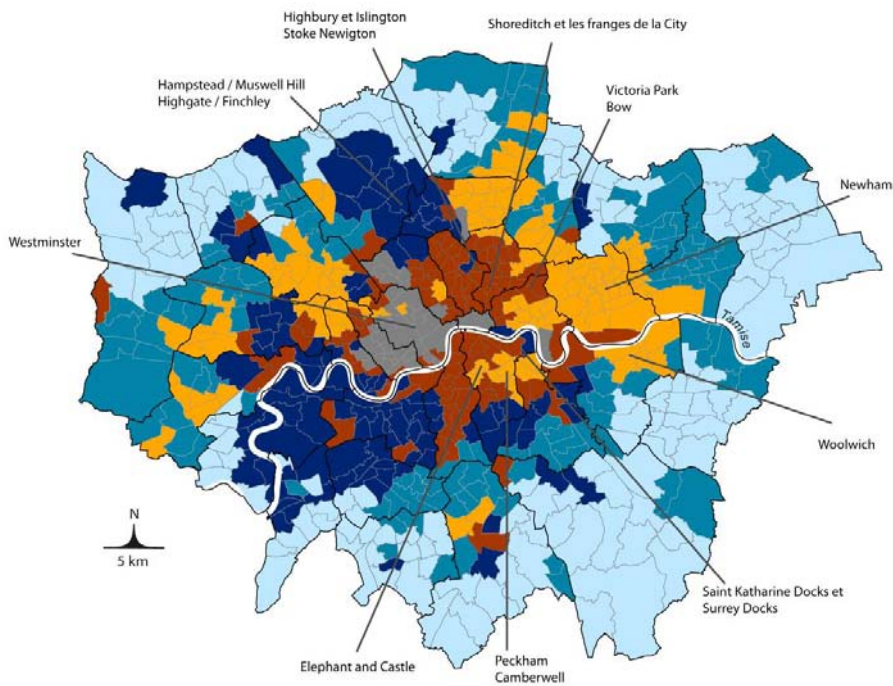 Highbury et Islington
Stoke Newigton
Shoreditch et les franges de la City
Hampstead / Muswell Hill
Highgate / Finchley
Victoria Park
Bow
Newham
Westminster
Tamise
Woolwich
N
5 km
Saint Katharine Docks et
Surrey Docks
Elephant and Castle
Peckham
Camberwell